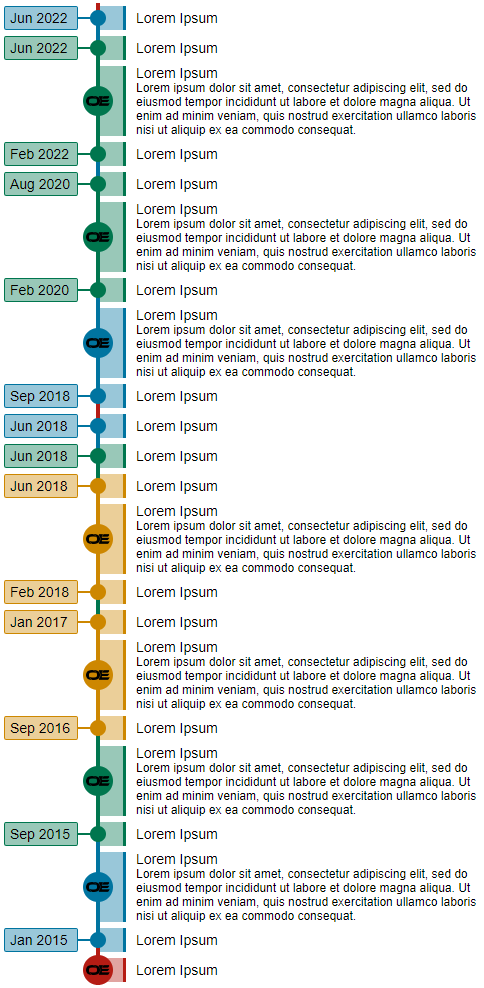 Jun 2022 Lorem Ipsum
Jun 2022 Lorem Ipsum
Lorem Ipsum
Lorem ipsum dolor sit amet, consectetur adipiscing elit, sed do
OE eiusmod tempor incididunt ut labore et dolore magna aliqua. Ut
enim ad minim veniam, quis nostrud exercitation ullamco laboris
nisi ut aliquip ex ea commodo consequat.
Feb 2022 Lorem Ipsum
Aug 2020 Lorem Ipsum
Lorem Ipsum
Lorem ipsum dolor sit amet, consectetur adipiscing elit, sed do
OE eiusmod tempor incididunt ut labore et dolore magna aliqua. Ut
enim ad minim veniam, quis nostrud exercitation ullamco laboris
nisi ut aliquip ex ea commodo consequat.
Feb 2020 Lorem Ipsum
Lorem Ipsum
Lorem ipsum dolor sit amet, consectetur adipiscing elit, sed do
OE eiusmod tempor incididunt ut labore et dolore magna aliqua. Ut
enim ad minim veniam, quis nostrud exercitation ullamco laboris
nisi ut aliquip ex ea commodo consequat.
Sep 2018 Lorem Ipsum
Jun 2018 Lorem Ipsum
Jun 2018 Lorem Ipsum
Jun 2018 Lorem Ipsum
Lorem Ipsum
Lorem ipsum dolor sit amet, consectetur adipiscing elit, sed do
OE eiusmod tempor incididunt ut labore et dolore magna aliqua. Ut
enim ad minim veniam, quis nostrud exercitation ullamco laboris
nisi ut aliquip ex ea commodo consequat.
Feb 2018 Lorem Ipsum
Jan 2017 Lorem Ipsum
Lorem Ipsum
Lorem ipsum dolor sit amet, consectetur adipiscing elit, sed do
OE eiusmod tempor incididunt ut labore et dolore magna aliqua. Ut
enim ad minim veniam, quis nostrud exercitation ullamco laboris
nisi ut aliquip ex ea commodo consequat.
Sep 2016 Lorem Ipsum
Lorem Ipsum
Lorem ipsum dolor sit amet, consectetur adipiscing elit, sed do
OE eiusmod tempor incididunt ut labore et dolore magna aliqua. Ut
enim ad minim veniam, quis nostrud exercitation ullamco laboris
nisi ut aliquip ex ea commodo consequat.
Sep 2015 Lorem Ipsum
Lorem Ipsum
Lorem ipsum dolor sit amet, consectetur adipiscing elit, sed do
OE eiusmod tempor incididunt ut labore et dolore magna aliqua. Ut
enim ad minim veniam, quis nostrud exercitation ullamco laboris
nisi ut aliquip ex ea commodo consequat.
Jan 2015 Lorem Ipsum
OE Lorem Ipsum